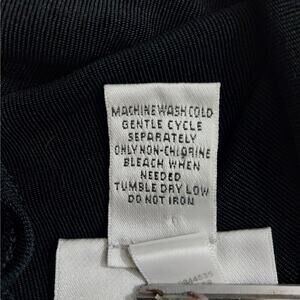 MACHINE WASH COLD
GENTLE CYCLE
SEPARATELY
ONLY NON-CHLORINE
BLEACH WHEN
NEEDED
TUMBLE DRY LOW
DO NOT IRON